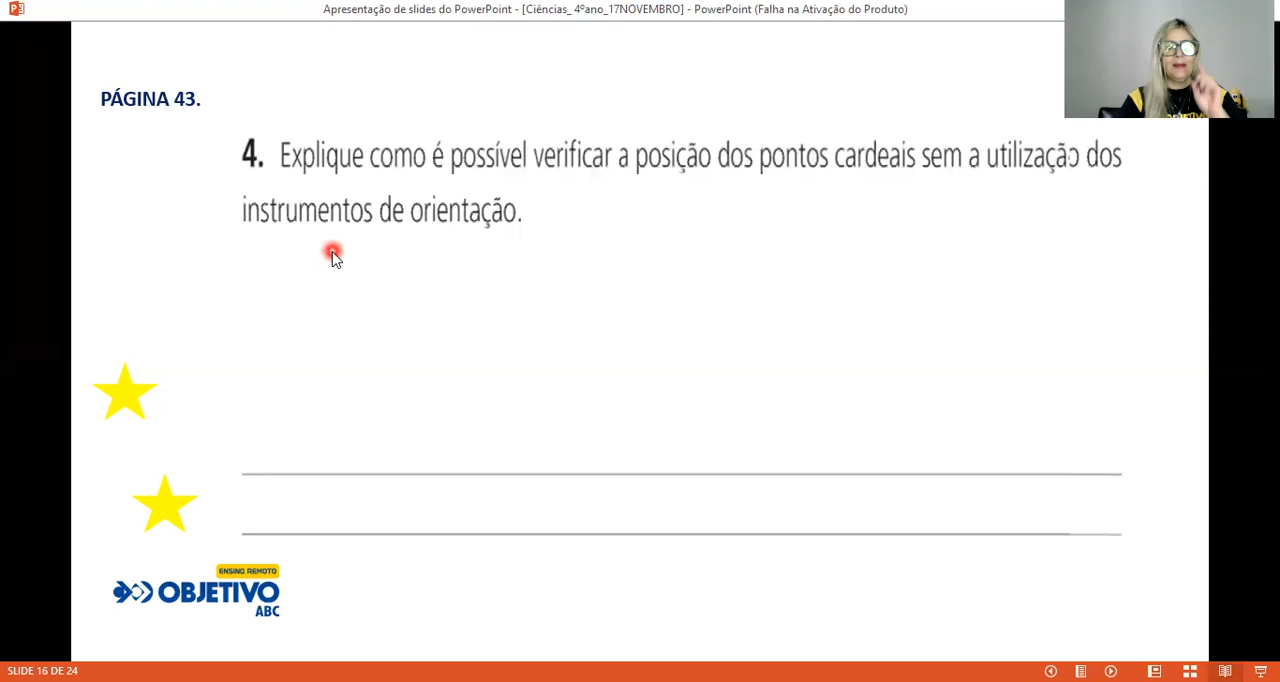 Apresentação de slides do PowerPoint - [Ciências_ 4ºano_17NOVEMBRO] - PowerPoint (Falha na Ativação do Produto)
PÁGINA 43.
4. Explique como é possível verificar a posição dos pontos cardeais sem a utilização dos
instrumentos de orientação.
ENSINO REMOTO
OBJETIVO
ABC
SLIDE 16 DE 24